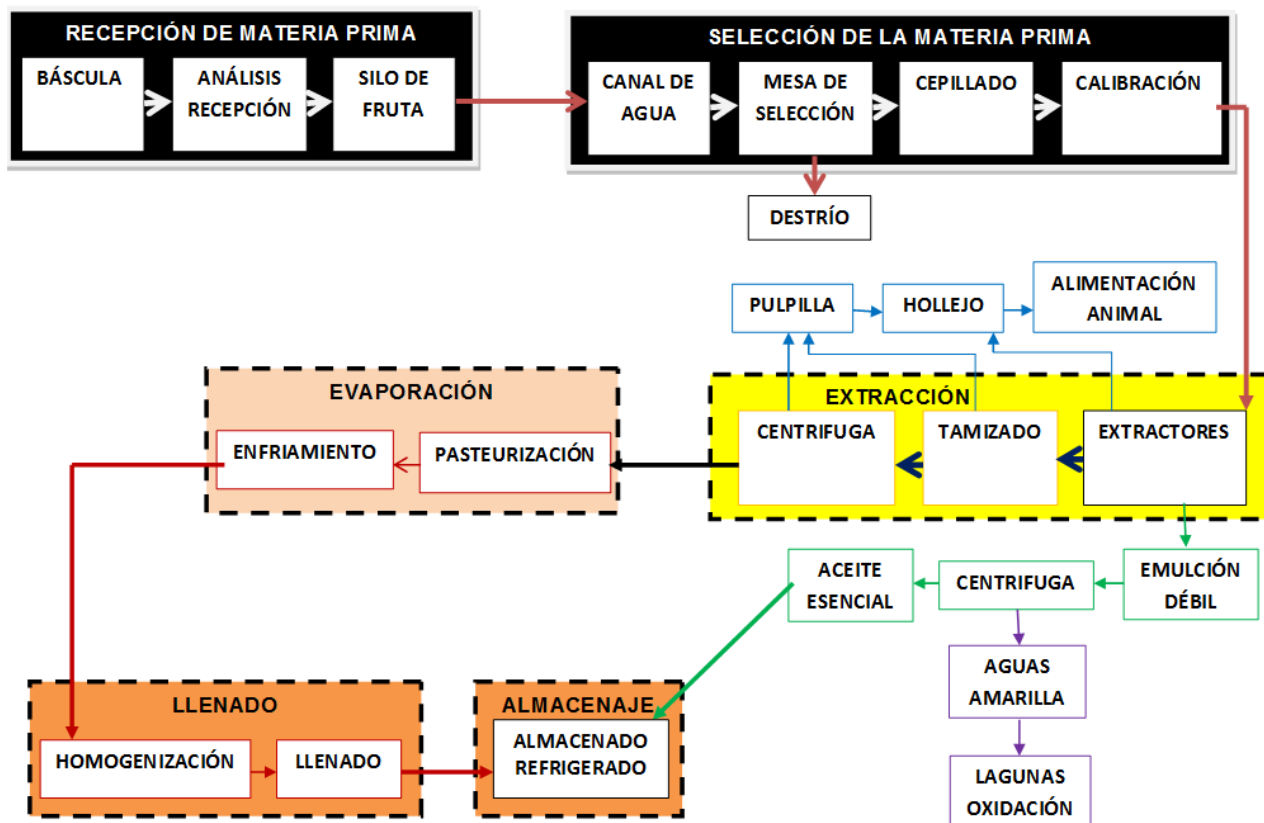 RECEPCIÓN DE MATERIA PRIMA
BÁSCULA
ANÁLISIS
RECEPCIÓN
SILO DE
FRUTA
SELECCIÓN DE LA MATERIA PRIMA
CANAL DE
AGUA
MESA DE
SELECCIÓN
CEPILLADO
CALIBRACIÓN
DESTRÍO
PULPILLA
HOLLEJO
ALIMENTACIÓN
ANIMAL
EVAPORACIÓN
ENFRIAMIENTO
PASTEURIZACIÓN
EXTRACCIÓN
CENTRIFUGA
TAMIZADO
EXTRACTORES
ACEITE
ESENCIAL
CENTRIFUGA
EMULCIÓN
DÉBIL
AGUAS
AMARILLA
LAGUNAS
OXIDACIÓN
LLENADO
HOMOGENIZACIÓN
LLENADO
ALMACENAJE
ALMACENADO
REFRIGERADO